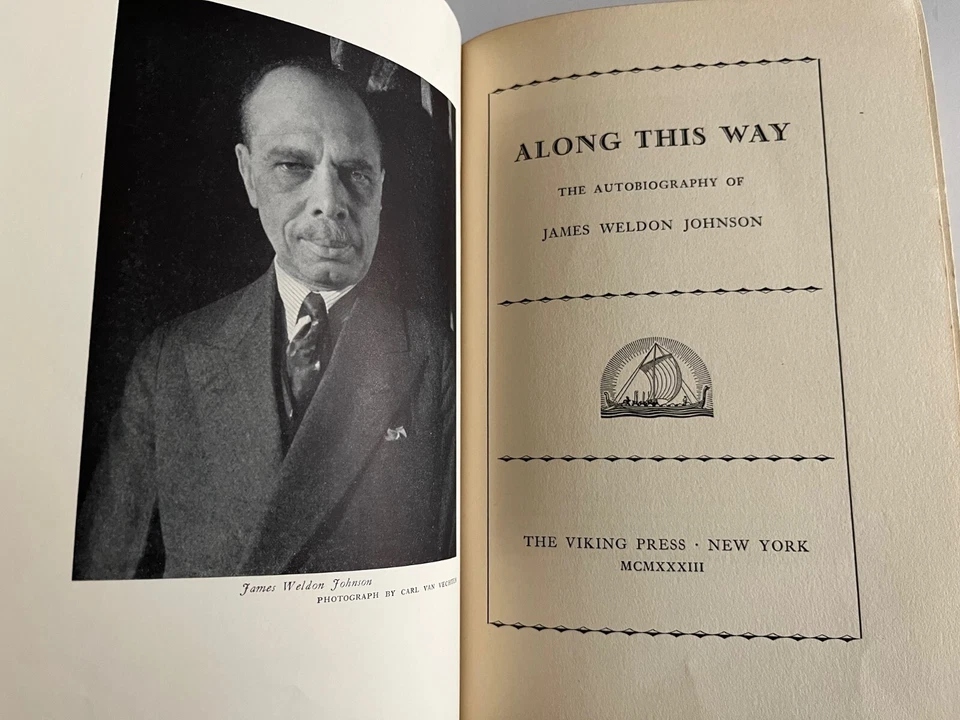 James Weldon Johnson
PHOTOGRAPH BY CARL VAN
ALONG THIS WAY
THE AUTOBIOGRAPHY OF
JAMES WELDON JOHNSON
THE VIKING PRESS · NEW YORK
MCMXXXIII